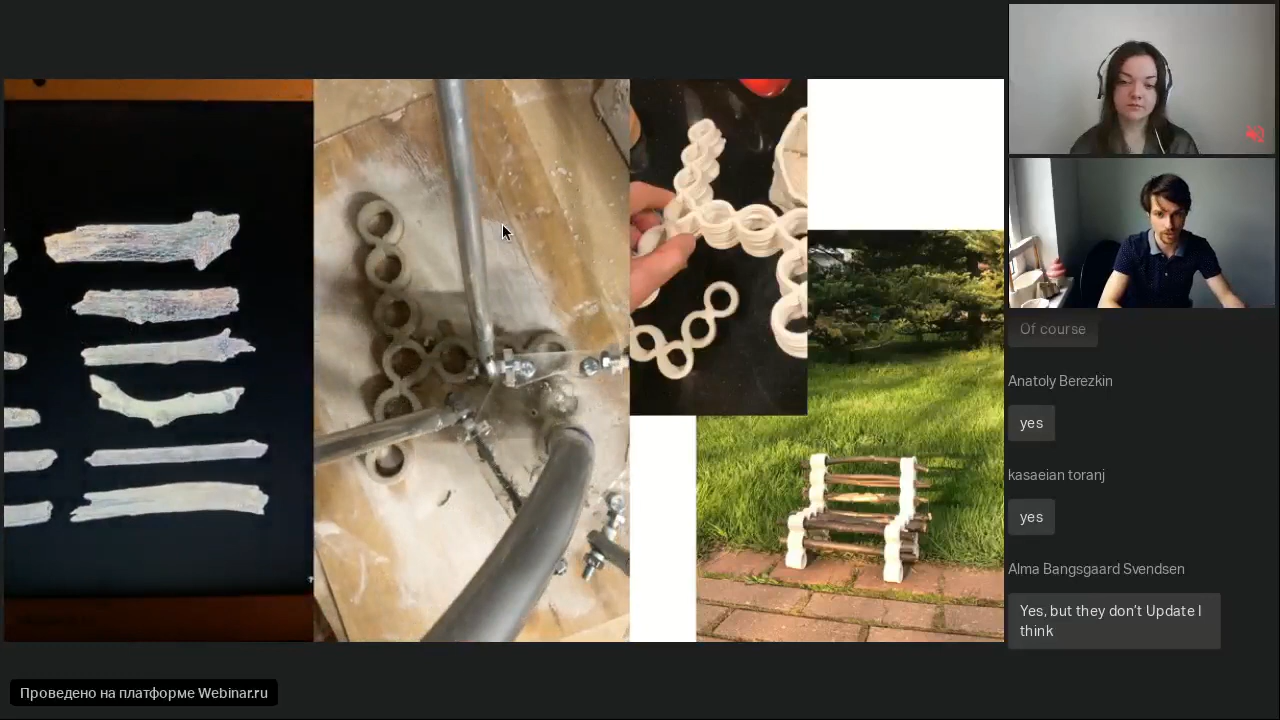 Of course
Anatoly Berezkin
yes
kasaeian toranj
yes
Alma Bangsgaard Svendsen
Yes, but they don't Update I
think
Проведено на платформе Webinar.ru